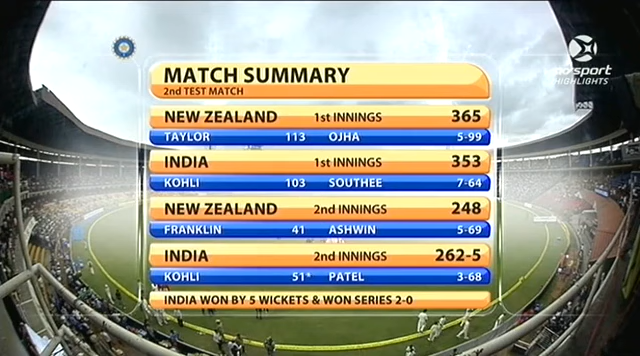 MATCH SUMMARY
2ND TEST MATCH
NEW ZEALAND 1ST INNINGS 365
TAYLOR 113 OJHA 5-99
INDIA 1ST INNINGS 353
KOHLI 103 SOUTHEE 7-64
NEW ZEALAND 2ND INNINGS 248
FRANKLIN 41 ASHWIN 5-69
INDIA 2ND INNINGS 262-5
KOHLI 51* PATEL 3-68
INDIA WON BY 5 WICKETS & WON SERIES 2-0
sport
HIGHLIGHTS